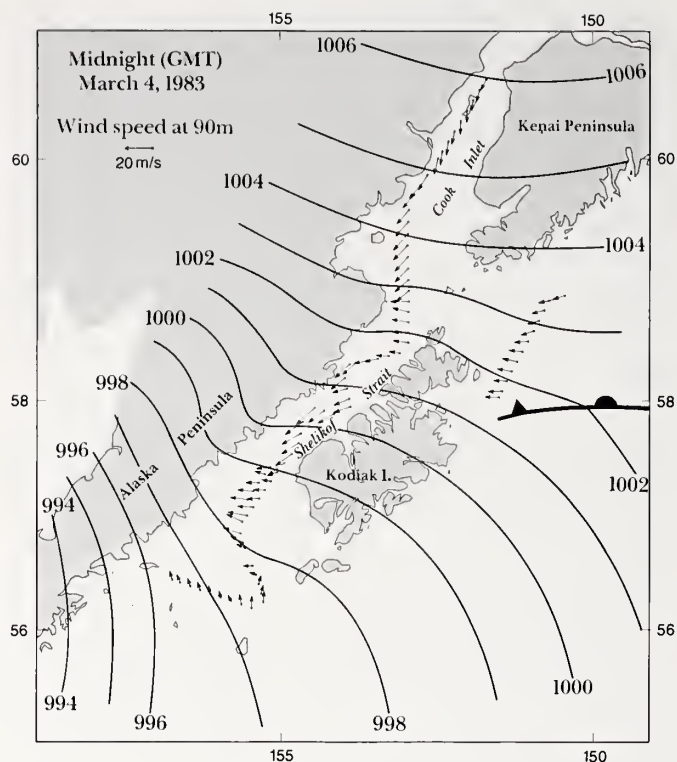 155 150
Midnight (GMT)
March 4, 1983
Wind speed at 90m
20 m/s
1006
1006
Kenai Peninsula
60 60
Cook Inlet
1004
1004
1002
1000
998
58 58
Shelikof Strait
Alaska Peninsula
Kodiak I.
996
994
1002
56 56
994
996
998
1000
155 150